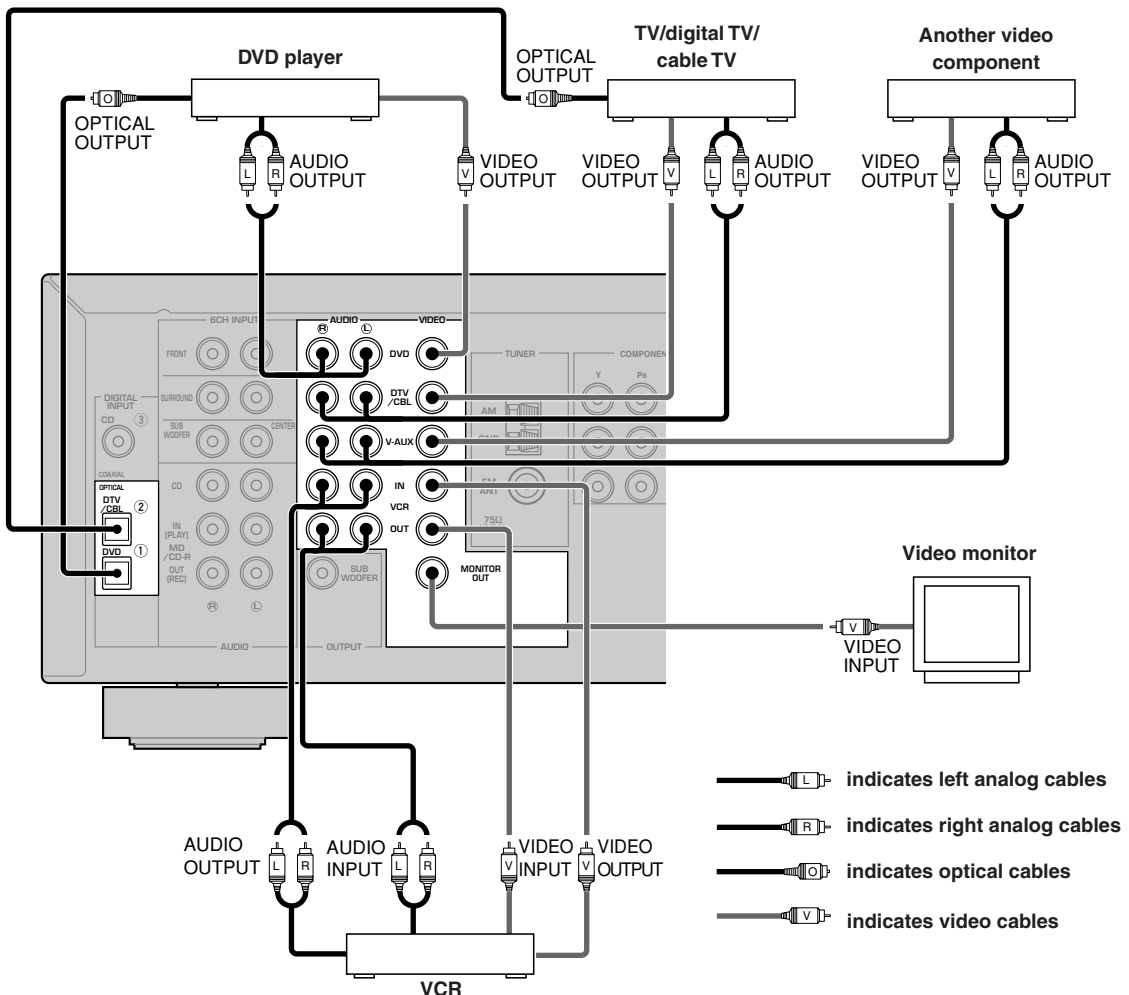 DVD player
TV/digital TV/
cable TV
Another video
component
OPTICAL
OUTPUT
OPTICAL
OUTPUT
O
O
L
R
AUDIO
OUTPUT
V
VIDEO
OUTPUT
VIDEO
OUTPUT
V
L
R
AUDIO
OUTPUT
VIDEO
OUTPUT
V
L
R
AUDIO
OUTPUT
6CH INPUT
AUDIO
R
L
VIDEO
FRONT
DVD
TUNER
COMPONEN
Y
PB
DIGITAL
INPUT
CD
③
SURROUND
DTV
/CBL
AM
SUB
WOOFER
CENTER
V-AUX
GND
COAXIAL
CD
IN
FM
ANT
OPTICAL
DTV
/CBL
②
VCR
IN
(PLAY)
MD
/CD-R
OUT
75Ω
DVD
①
OUT
(REC)
SUB
WOOFER
MONITOR
OUT
R
L
AUDIO
OUTPUT
Video monitor
V
VIDEO
INPUT
L indicates left analog cables
R indicates right analog cables
O indicates optical cables
V indicates video cables
AUDIO
OUTPUT
L
R
AUDIO
INPUT
L
R
V
VIDEO
INPUT
V
VIDEO
OUTPUT
VCR